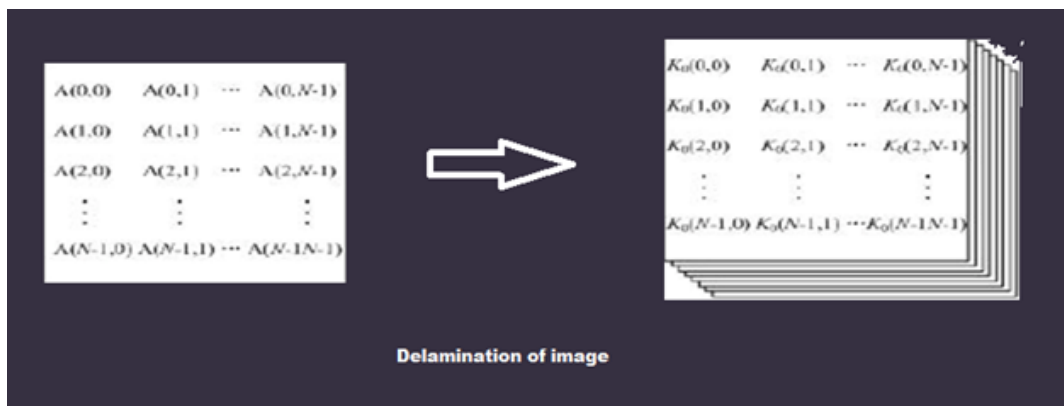 A(0,0) A(0,1) ··· A(0,N-1)
A(1,0) A(1,1) ··· A(1,N-1)
A(2,0) A(2,1) ··· A(2,N-1)
⋮ ⋮ ⋮
A(N-1,0) A(N-1,1) ··· A(N-1N-1)
K₀(0,0) K₀(0,1) ··· K₀(0,N-1)
K₀(1,0) K₀(1,1) ··· K₀(1,N-1)
K₀(2,0) K₀(2,1) ··· K₀(2,N-1)
⋮ ⋮ ⋮
K₀(N-1,0) K₀(N-1,1) ···K₀(N-1N-1)
Delamination of image